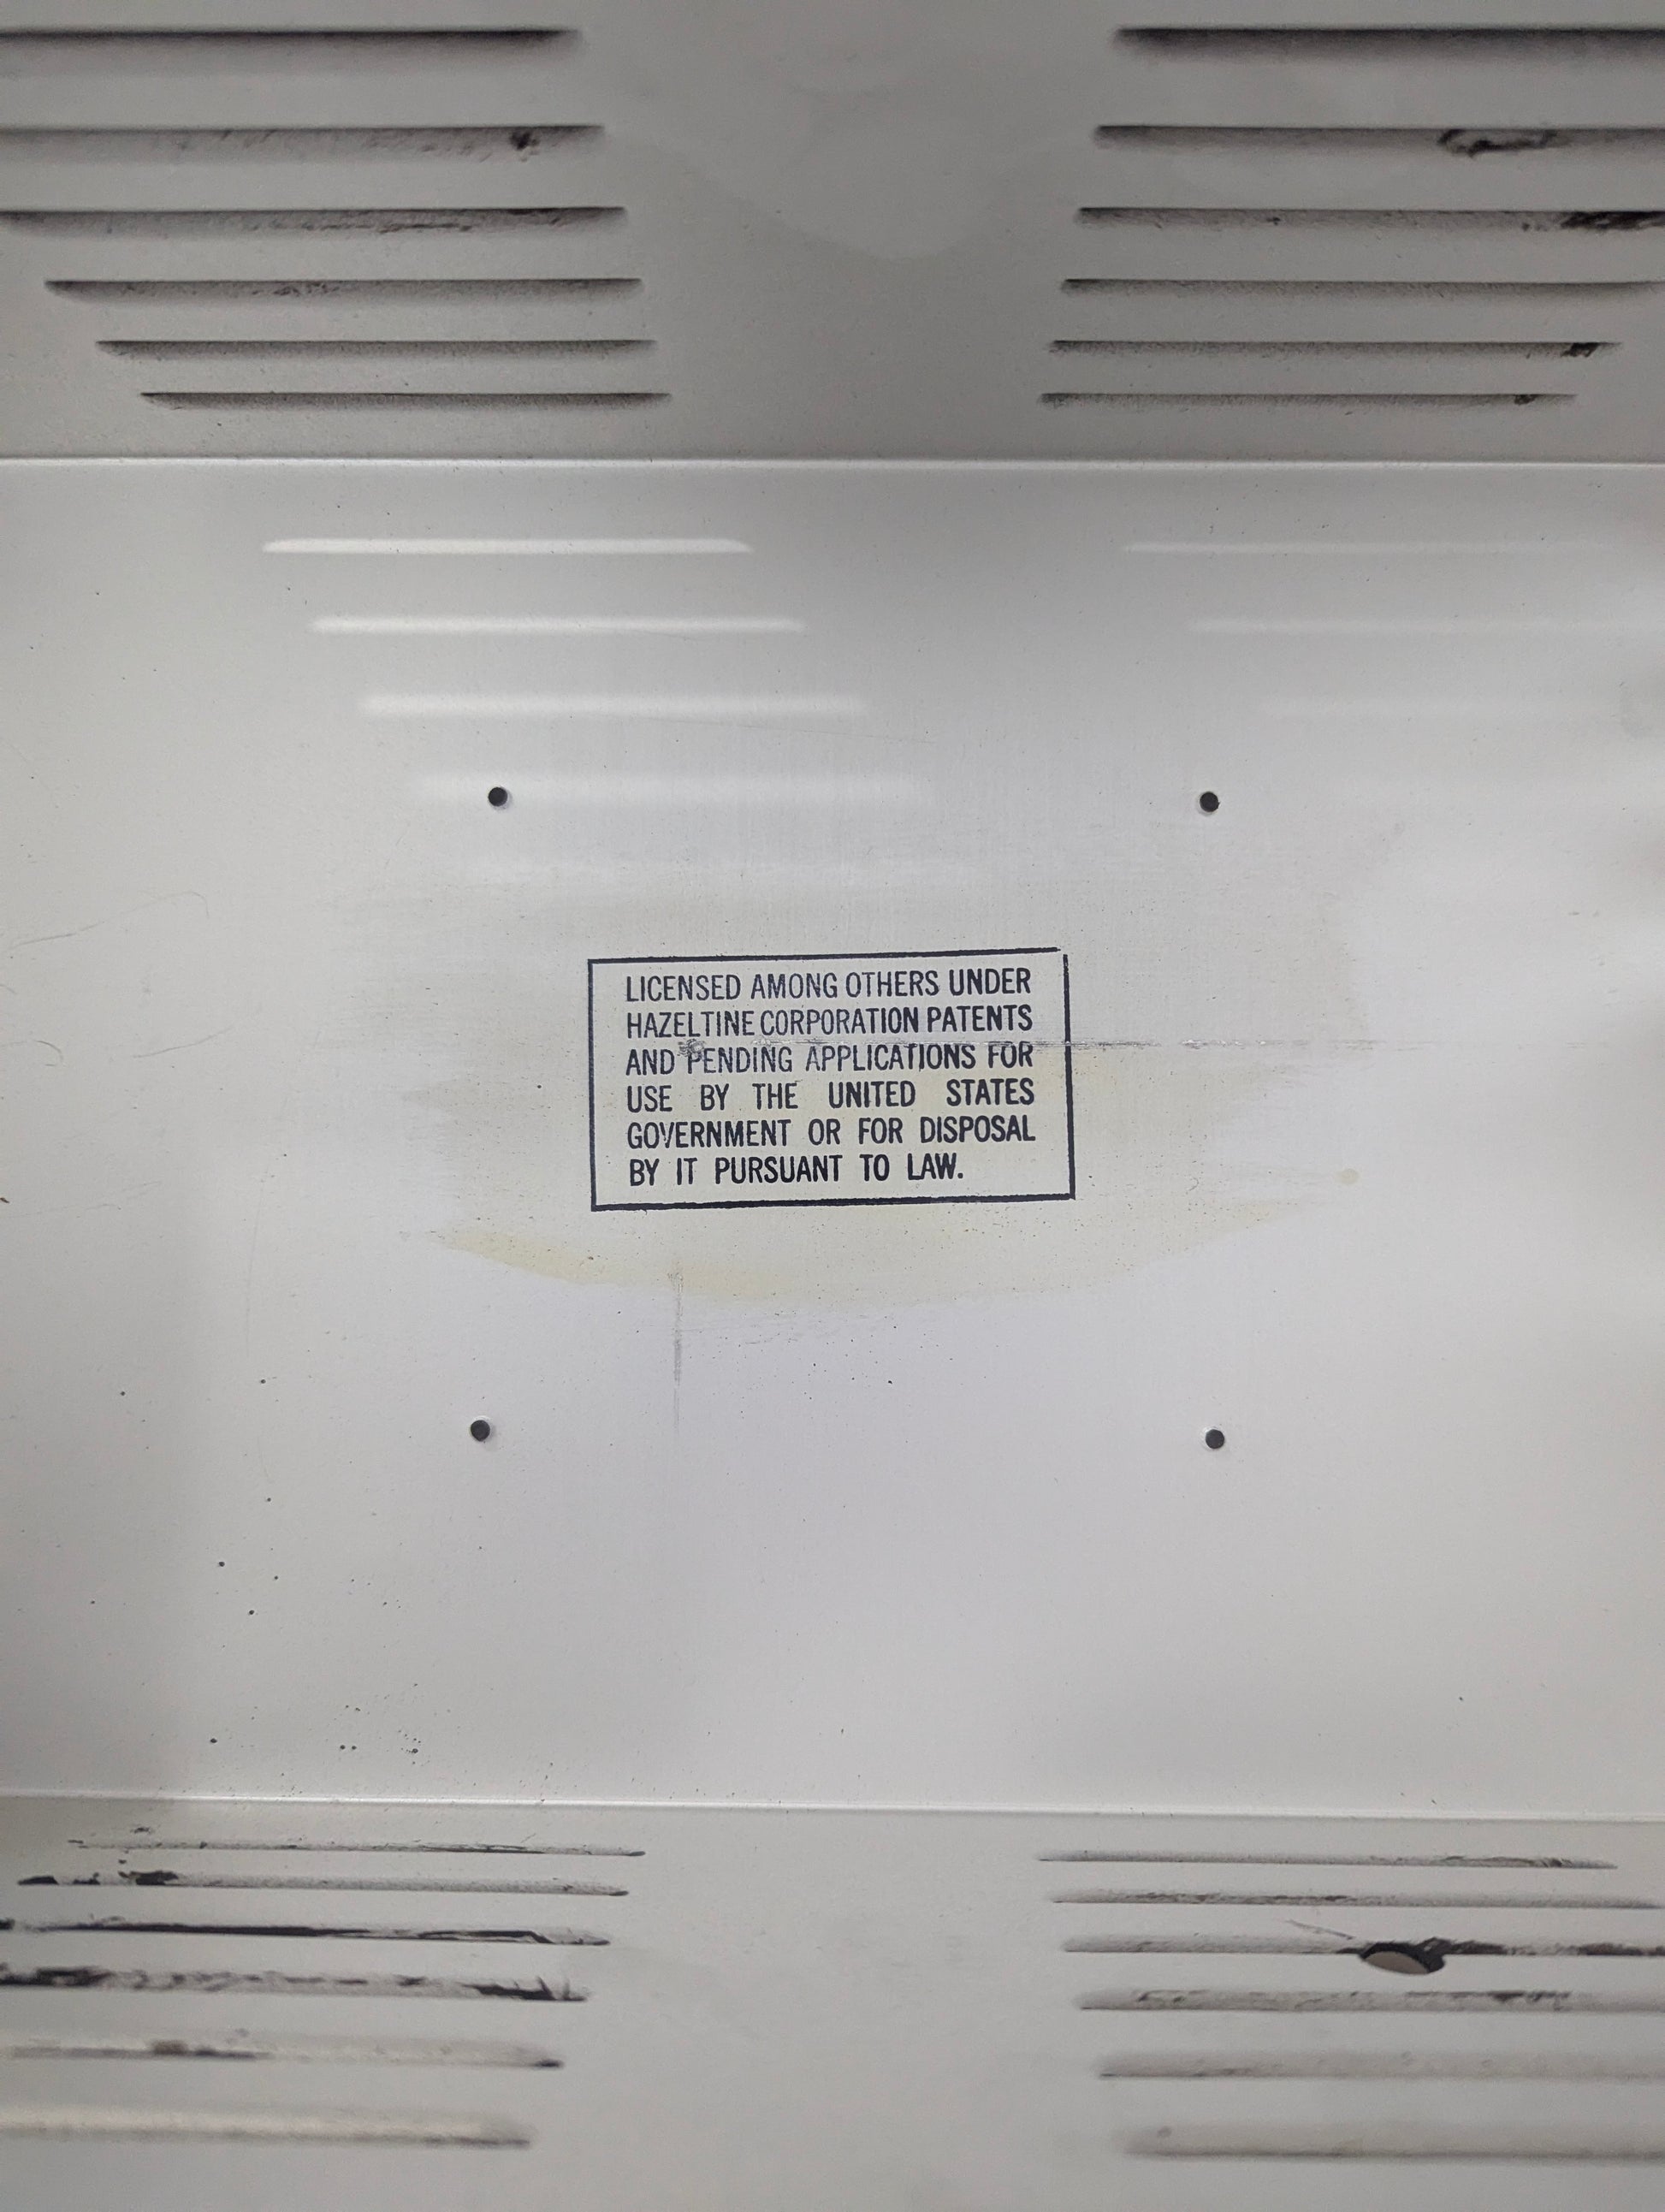 LICENSED AMONG OTHERS UNDER
HAZELTINE CORPORATION PATENTS
AND PENDING APPLICATIONS FOR
USE BY THE UNITED STATES
GOVERNMENT OR FOR DISPOSAL
BY IT PURSUANT TO LAW.